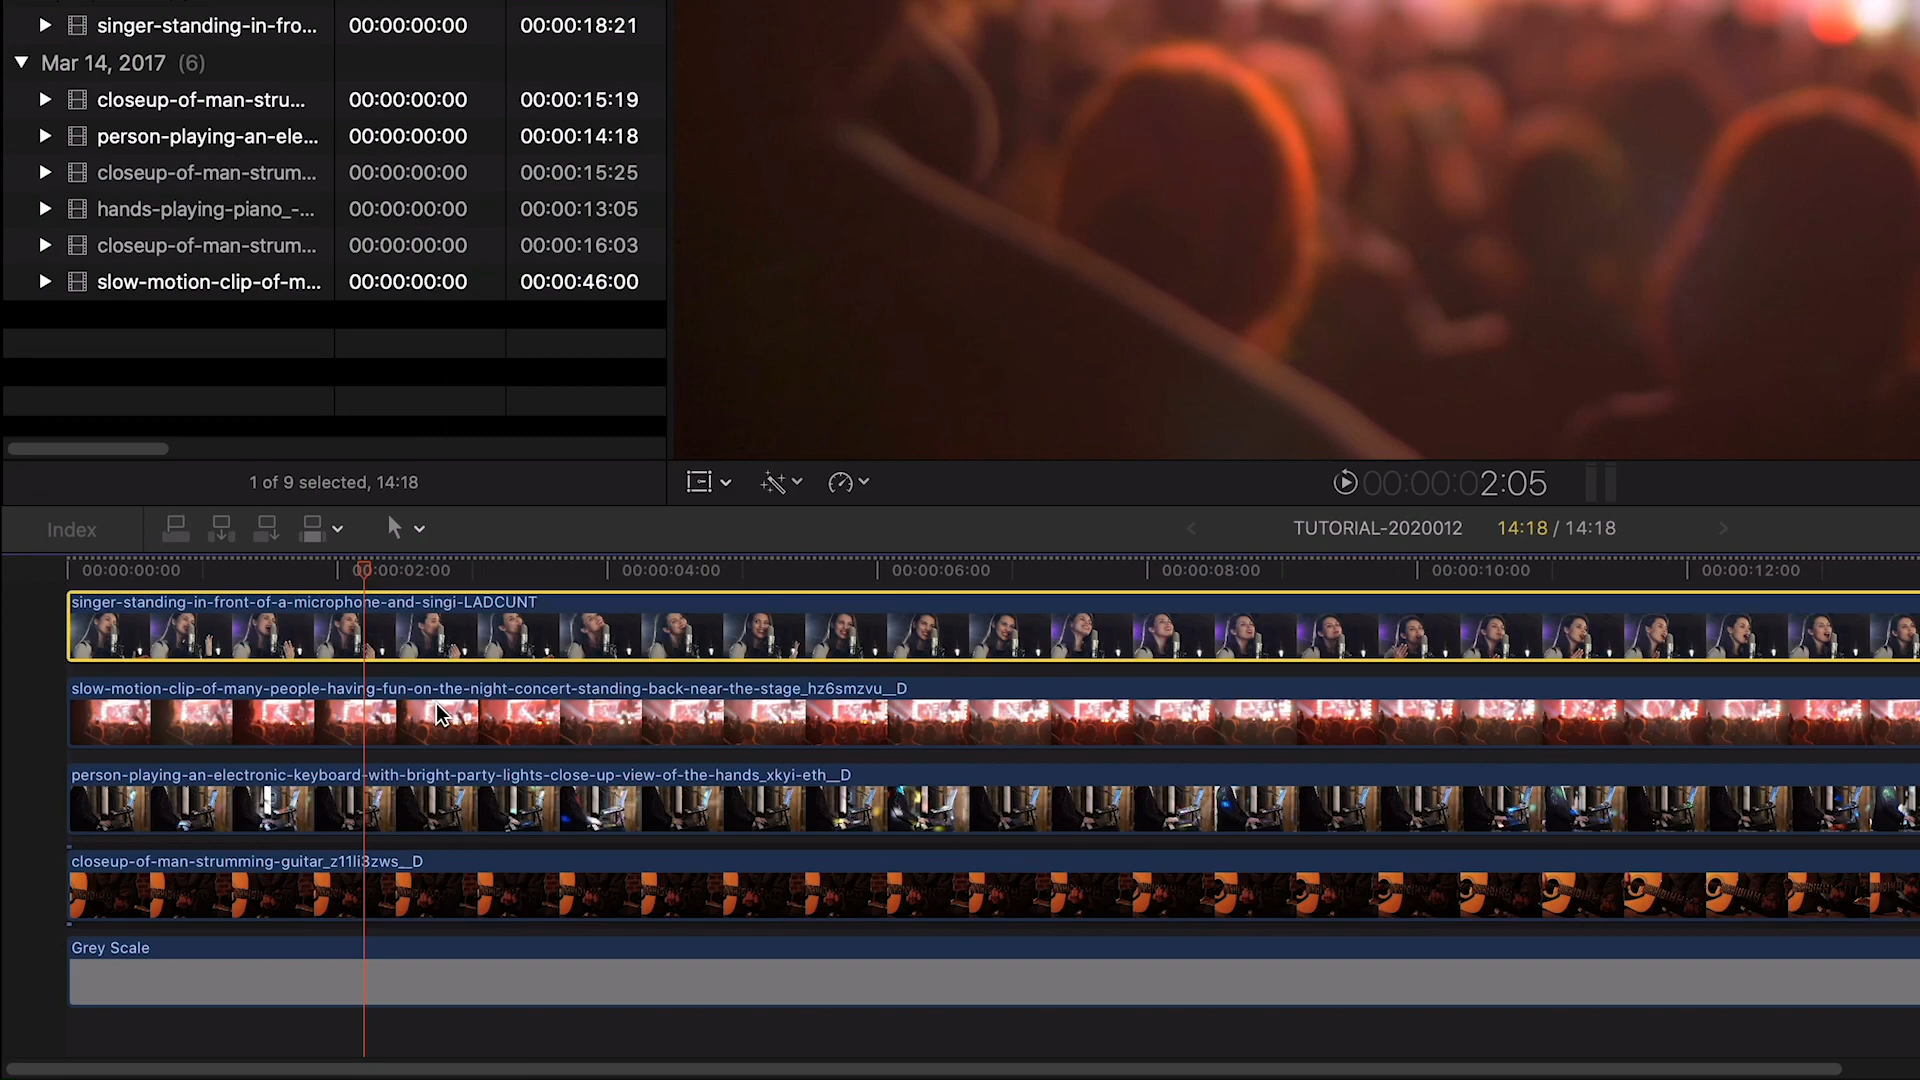 singer-standing-in-fro... 00:00:00:00 00:00:18:21
Mar 14, 2017 (6)
closeup-of-man-stru... 00:00:00:00 00:00:15:19
person-playing-an-ele... 00:00:00:00 00:00:14:18
closeup-of-man-strum... 00:00:00:00 00:00:15:25
hands-playing-piano_-... 00:00:00:00 00:00:13:05
closeup-of-man-strum... 00:00:00:00 00:00:16:03
slow-motion-clip-of-m... 00:00:00:00 00:00:46:00
1 of 9 selected, 14:18
00:00:02:05
Index
TUTORIAL-2020012 14:18 / 14:18
00:00:00:00 00:00:02:00 00:00:04:00 00:00:06:00 00:00:08:00 00:00:10:00 00:00:12:00
singer-standing-in-front-of-a-microphone-and-singi-LADCUNT
slow-motion-clip-of-many-people-having-fun-on-the-night-concert-standing-back-near-the-stage_hz6smzvu__D
person-playing-an-electronic-keyboard-with-bright-party-lights-close-up-view-of-the-hands_xkyi-eth__D
closeup-of-man-strumming-guitar_z11li3zws__D
Grey Scale